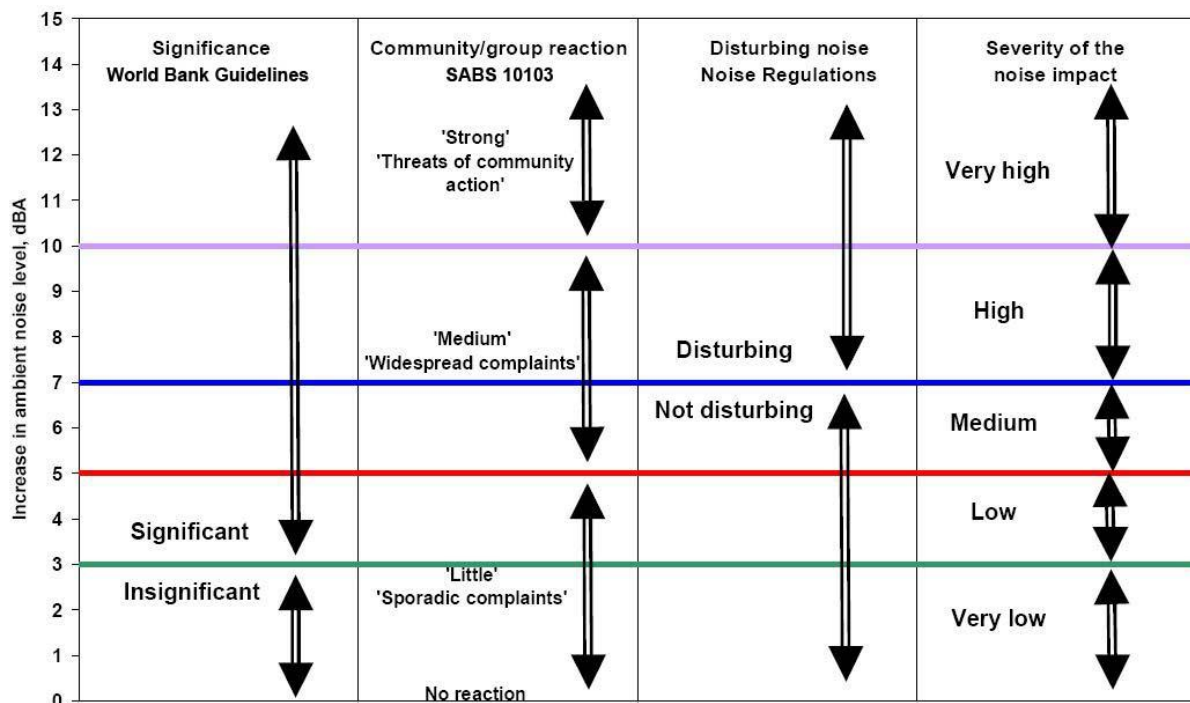 Increase in ambient noise level, dBA
15
14
13
12
11
10
9
8
7
6
5
4
3
2
1
0
Significance
World Bank Guidelines
Significant
Insignificant
Community/group reaction
SABS 10103
'Strong'
'Threats of community
action'
'Medium'
'Widespread complaints'
'Little'
'Sporadic complaints'
No reaction
Disturbing noise
Noise Regulations
Disturbing
Not disturbing
Severity of the
noise impact
Very high
High
Medium
Low
Very low